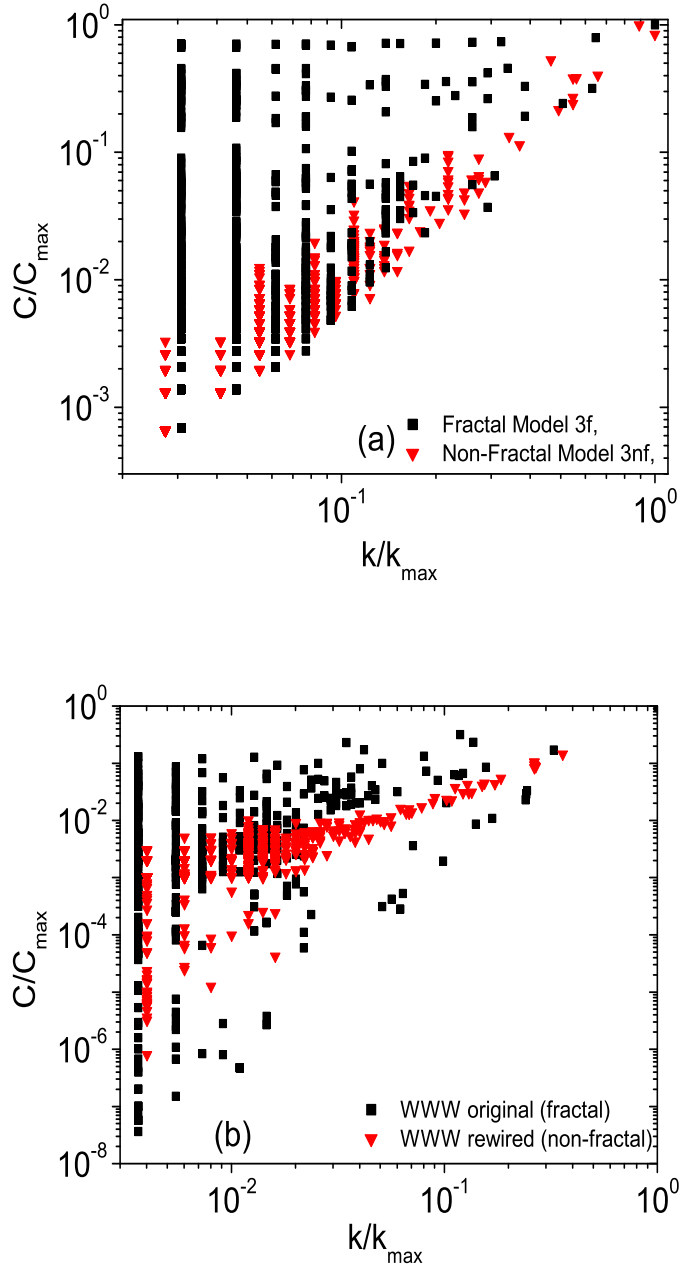 10^0
10^-1
10^-2
10^-3
C/C_max
(a)
Fractal Model 3f,
Non-Fractal Model 3nf,
10^-1
10^0
k/k_max
10^0
10^-2
10^-4
10^-6
10^-8
C/C_max
WWW original (fractal)
WWW rewired (non-fractal)
(b)
10^-2
10^-1
10^0
k/k_max